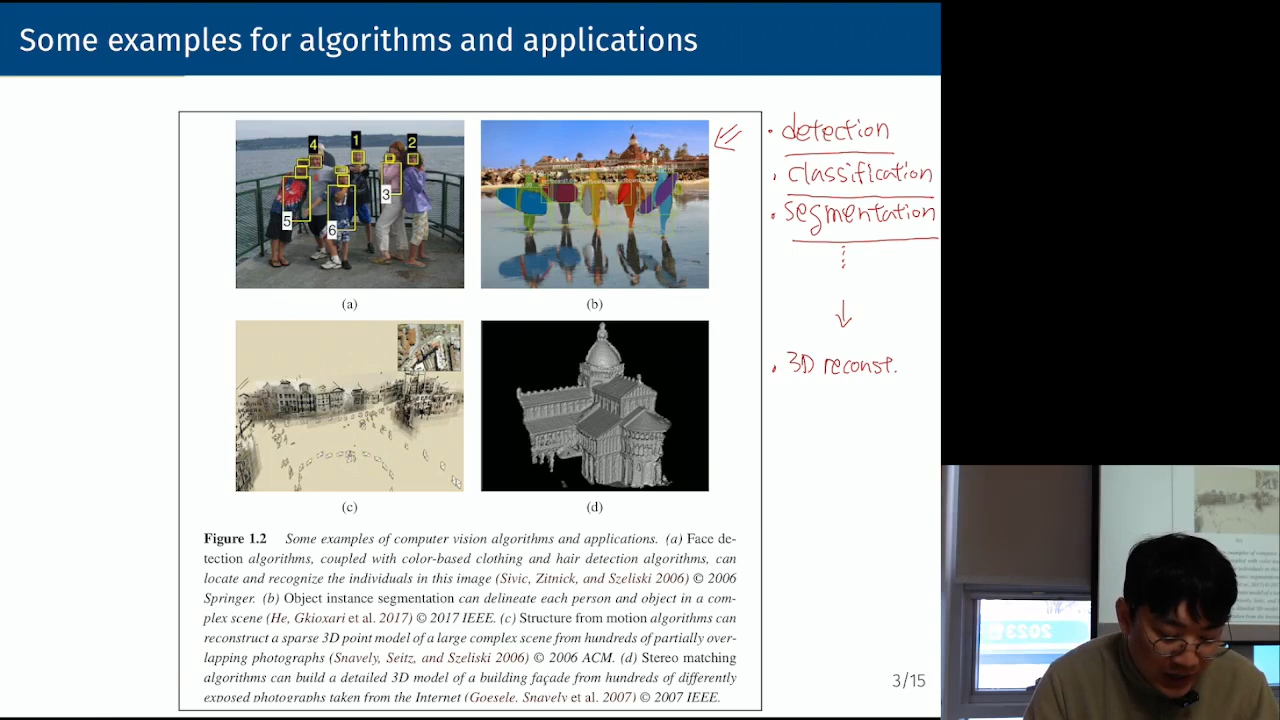 Some examples for algorithms and applications
4
1
2
3
5
6
(a)
(b)
(c)
(d)
Figure 1.2 Some examples of computer vision algorithms and applications. (a) Face de-
tection algorithms, coupled with color-based clothing and hair detection algorithms, can
locate and recognize the individuals in this image (Sivic, Zitnick, and Szeliski 2006) © 2006
Springer. (b) Object instance segmentation can delineate each person and object in a com-
plex scene (He, Gkioxari et al. 2017) © 2017 IEEE. (c) Structure from motion algorithms can
reconstruct a sparse 3D point model of a large complex scene from hundreds of partially over-
lapping photographs (Snavely, Seitz, and Szeliski 2006) © 2006 ACM. (d) Stereo matching
algorithms can build a detailed 3D model of a building façade from hundreds of differently
exposed photographs taken from the Internet (Goesele, Snavely et al. 2007) © 2007 IEEE.
· detection
· classification
· segmentation
· 3D reconst.
3/15
2023